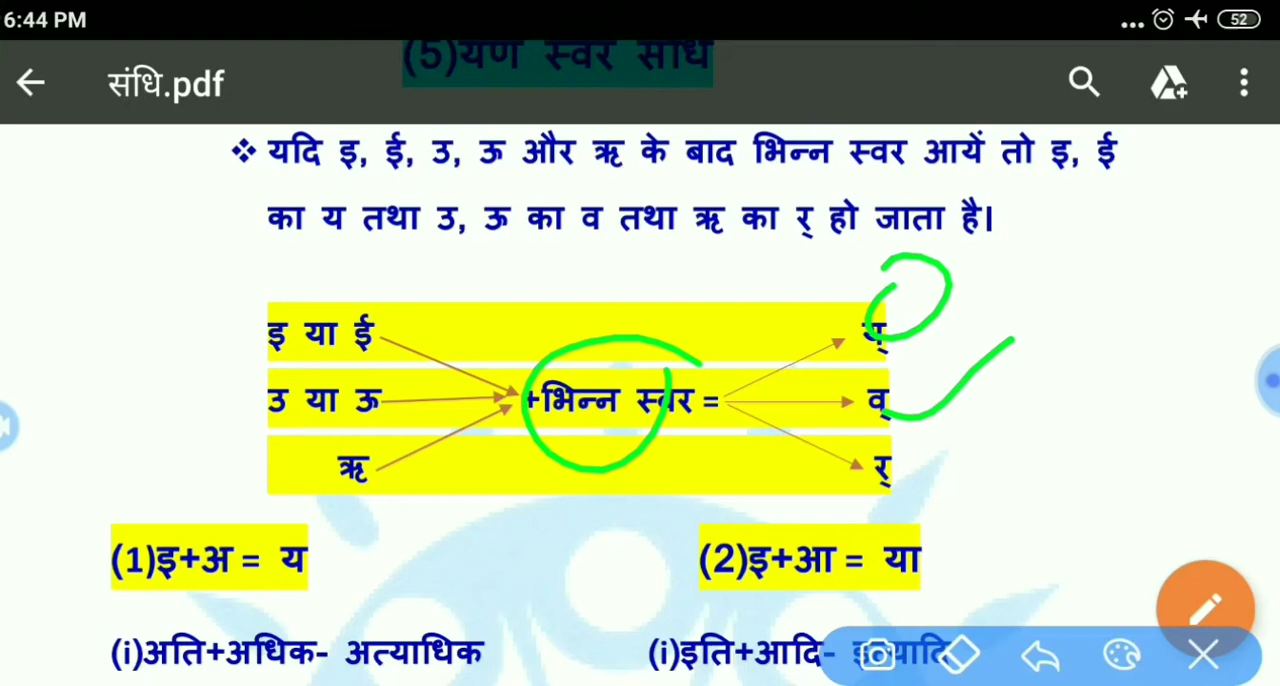 6:44 PM
52
(5)यण स्वर संधि
संधि.pdf
❖ यदि इ, ई, उ, ऊ और ऋ के बाद भिन्न स्वर आयें तो इ, ई
का य तथा उ, ऊ का व तथा ऋ का र् हो जाता है।
इ या ई य्
उ या ऊ +भिन्न स्वर = व्
ऋ र्
(1)इ+अ = य (2)इ+आ = या
(i)अति+अधिक- अत्याधिक (i)इति+आदि- इत्यादि